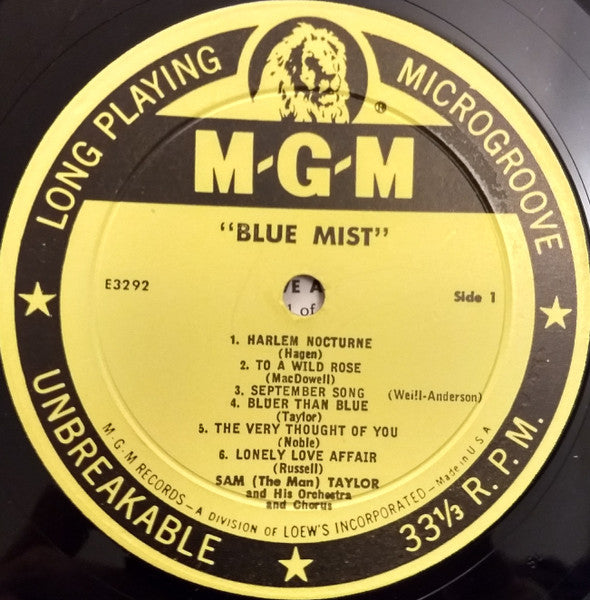 LONG PLAYING
MICROGROOVE
®
M-G-M
"BLUE MIST"
E3292
Side 1
1. HARLEM NOCTURNE
(Hagen)
2. TO A WILD ROSE
(MacDowell)
3. SEPTEMBER SONG (Weill-Anderson)
4. BLUER THAN BLUE
(Taylor)
5. THE VERY THOUGHT OF YOU
(Noble)
6. LONELY LOVE AFFAIR
(Russell)
SAM (The Man) TAYLOR
and His Orchestra
and Chorus
M-G-M RECORDS – A DIVISION OF LOEW'S INCORPORATED – Made in U.S.A.
UNBREAKABLE
33⅓ R.P.M.